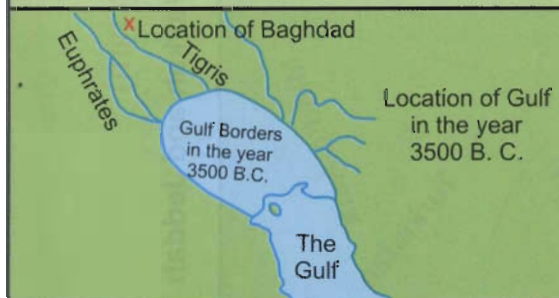 X Location of Baghdad
Euphrates
Tigris
Gulf Borders
in the year
3500 B.C.
Location of Gulf
in the year
3500 B. C.
The
Gulf